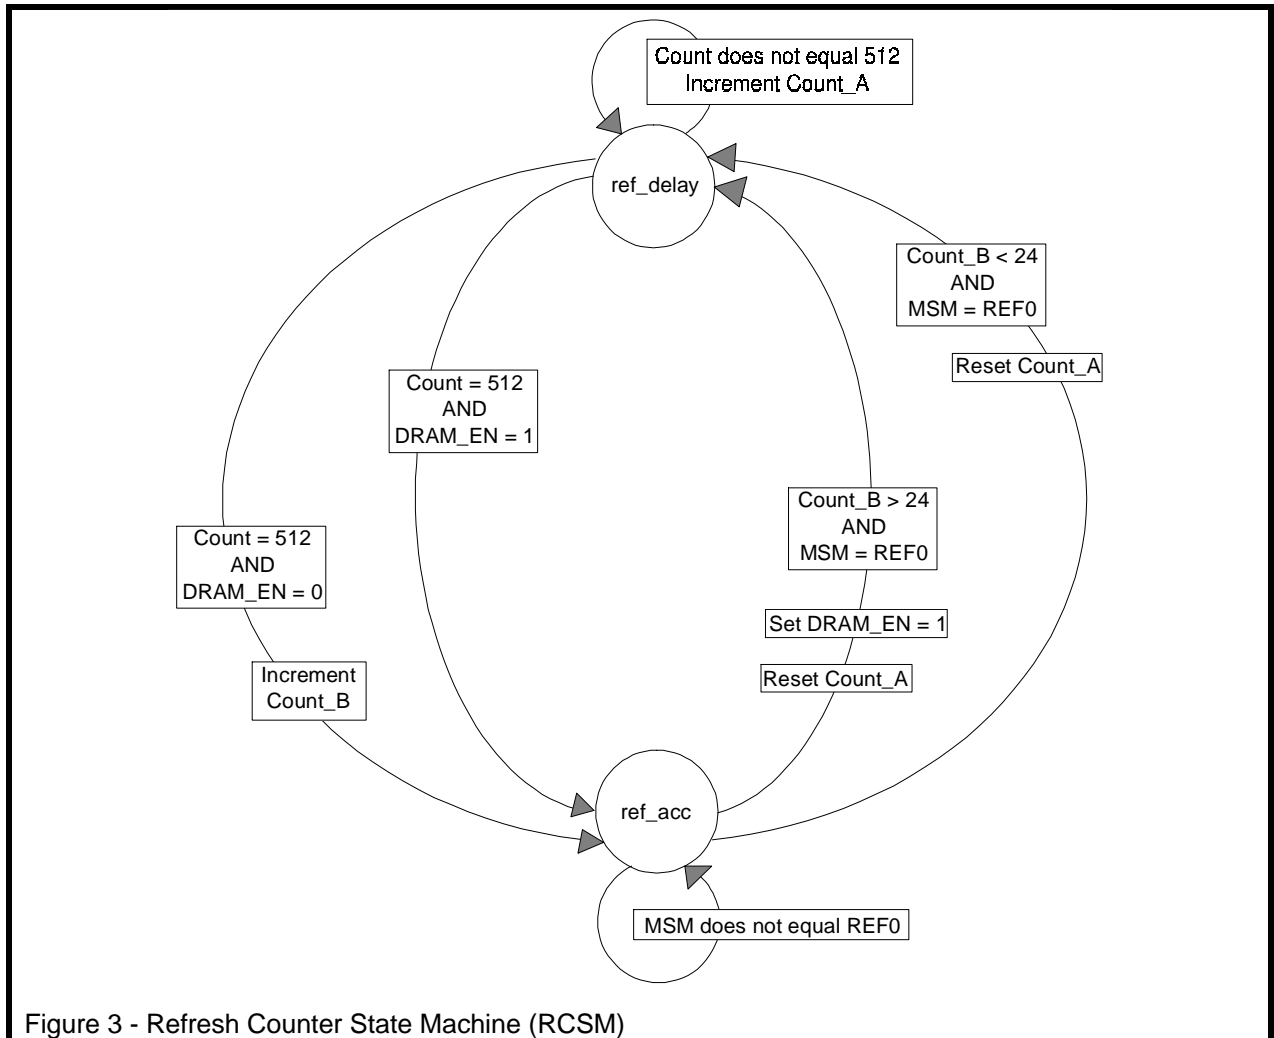 Count does not equal 512
Increment Count_A
ref_delay
Count_B < 24
AND
MSM = REF0
Reset Count_A
Count = 512
AND
DRAM_EN = 1
Count_B > 24
AND
MSM = REF0
Count = 512
AND
DRAM_EN = 0
Set DRAM_EN = 1
Reset Count_A
Increment
Count_B
ref_acc
MSM does not equal REF0
Figure 3 - Refresh Counter State Machine (RCSM)